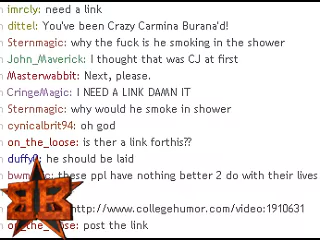 imrcly: need a link
dittel: You've been Crazy Carmina Burana'd!
Sternmagic: why the fuck is he smoking in the shower
John_Maverick: I thought that was CJ at first
Masterwabbit: Next, please.
CringeMagic: I NEED A LINK DAMN IT
Sternmagic: why would he smoke in shower
cynicalbrit94: oh god
on_the_loose: is ther a link forthis??
duffy: he should be laid
these ppl have nothing better 2 do with their lives
http://www.collegehumor.com/video:1910631
post the link